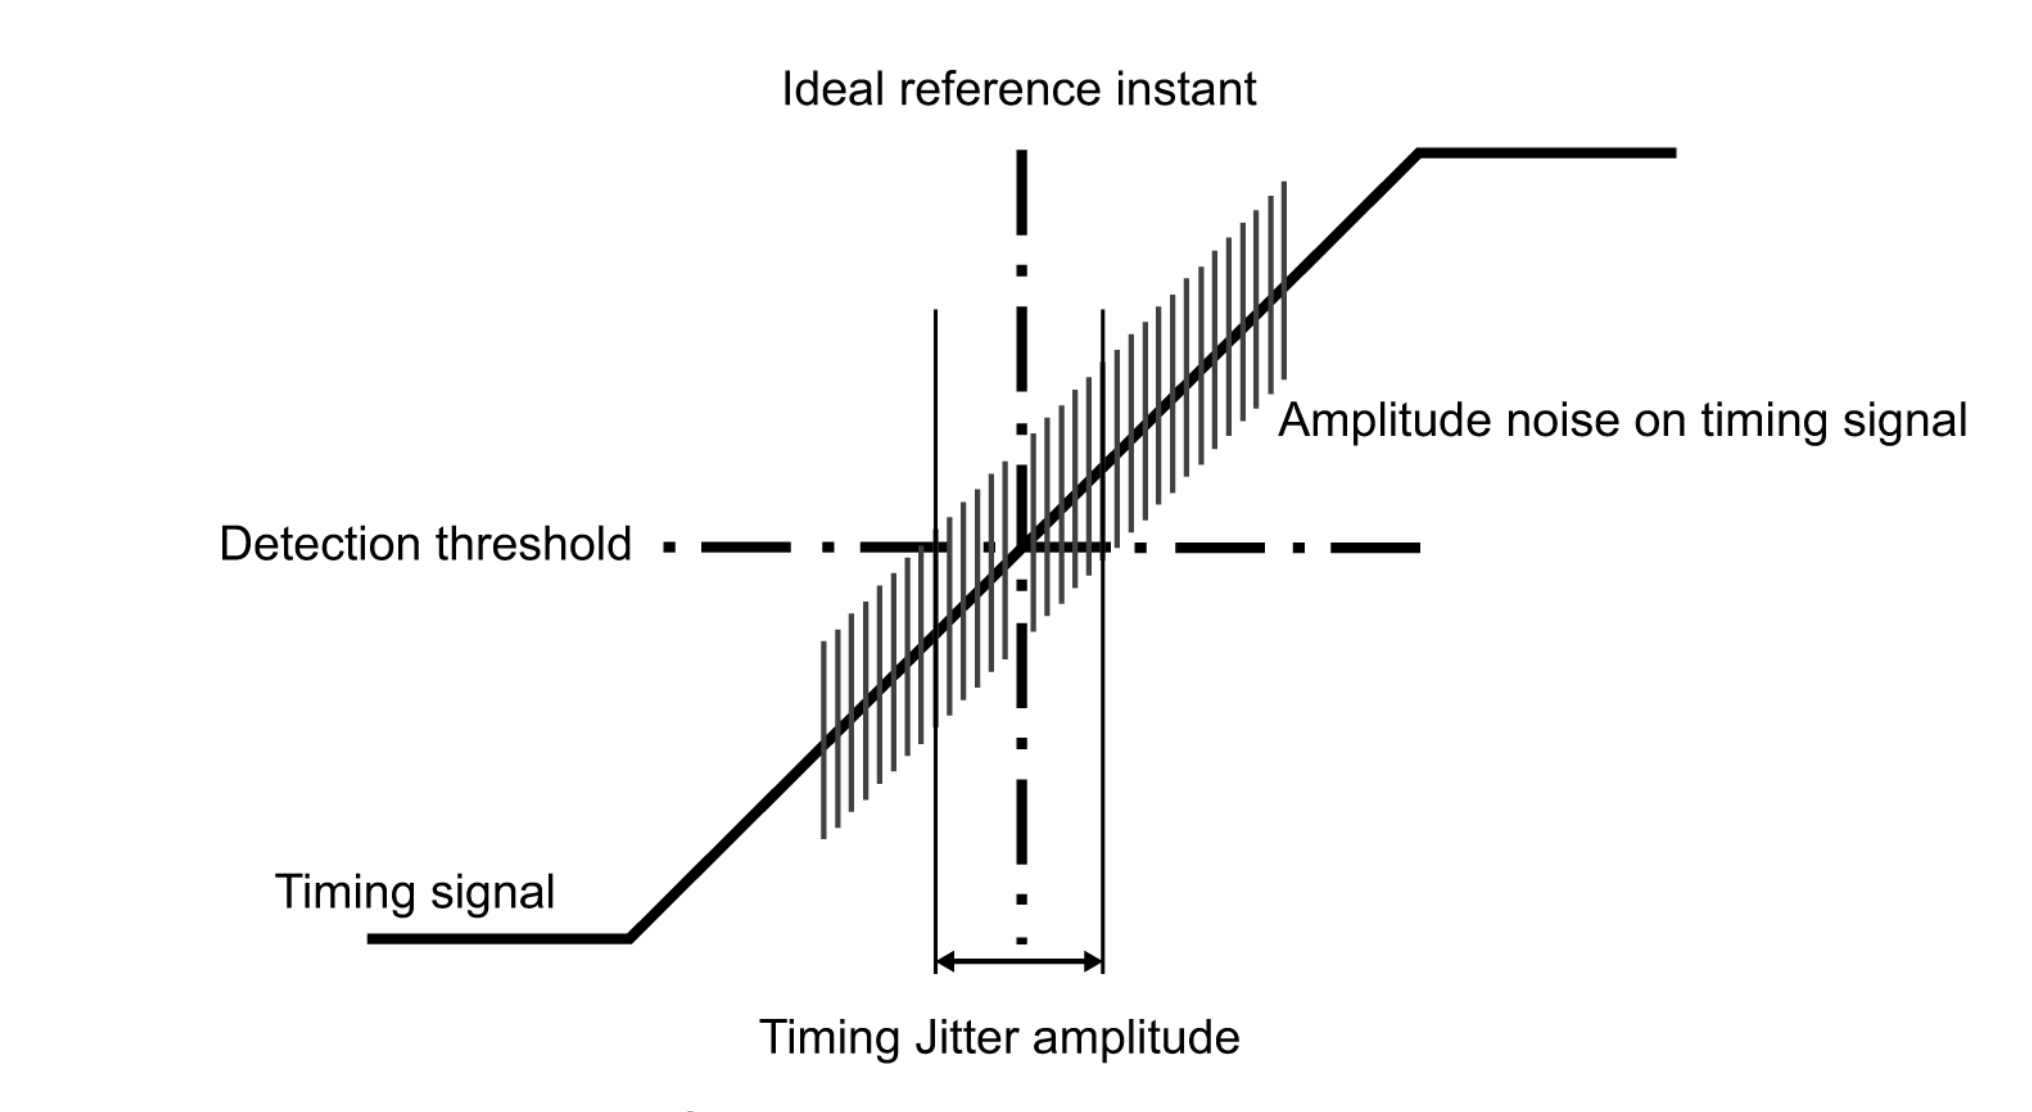 Ideal reference instant
Amplitude noise on timing signal
Detection threshold
Timing signal
Timing Jitter amplitude